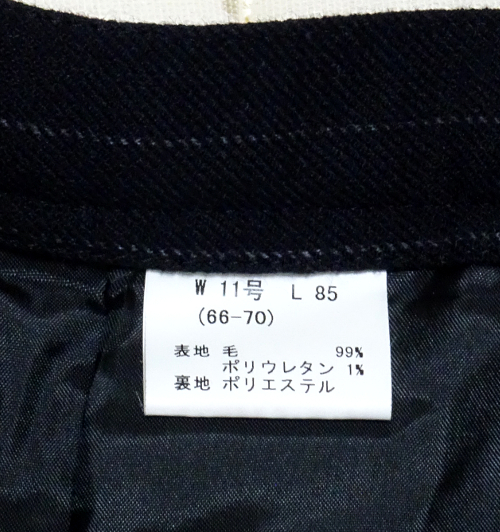 W 11号 L 85
(66-70)
表地 毛 99%
ポリウレタン 1%
裏地 ポリエステル